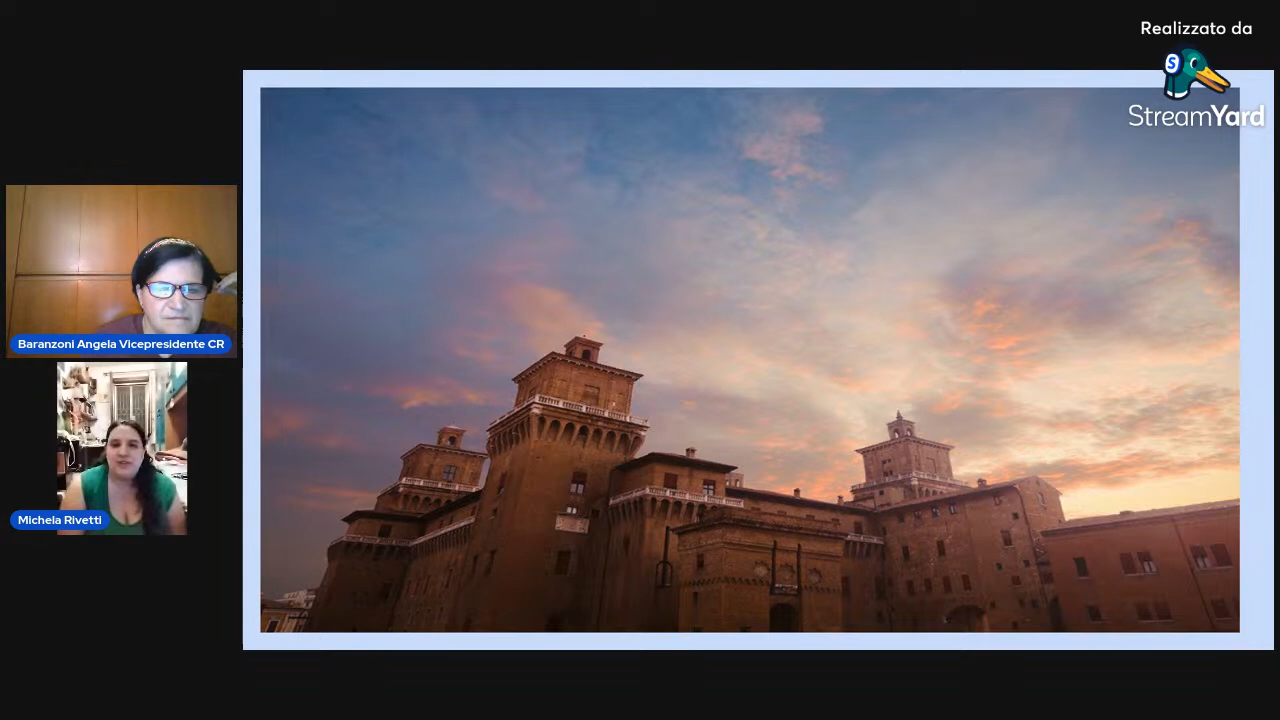 Realizzato da
S
StreamYard
Baranzoni Angela Vicepresidente CR
Michela Rivetti